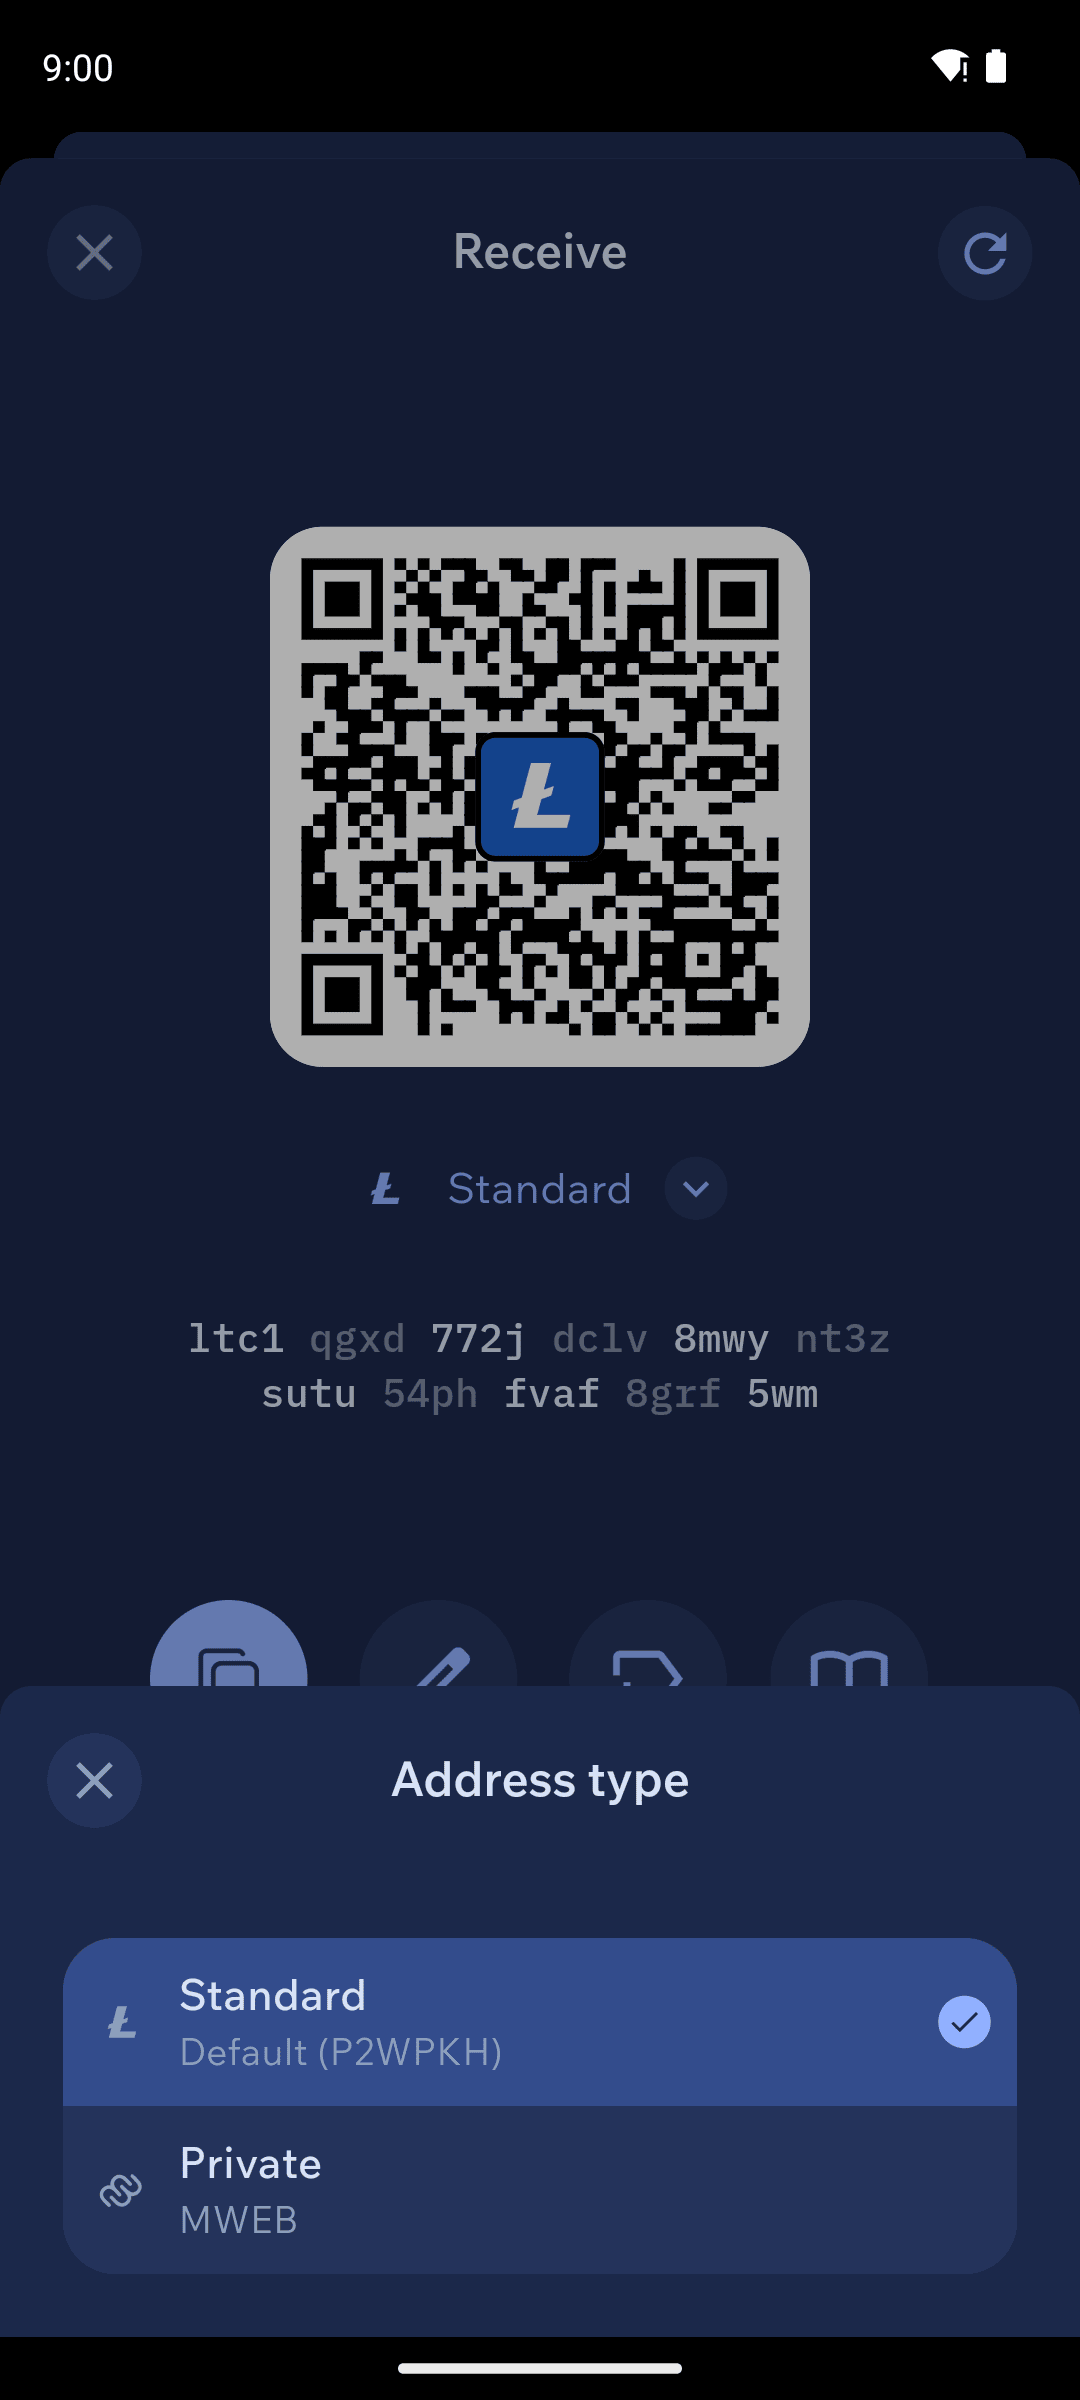 9:00
Receive
Standard
ltc1 qgxd 772j dclv 8mwy nt3z
sutu 54ph fvaf 8grf 5wm
Address type
Standard
Default (P2WPKH)
Private
MWEB